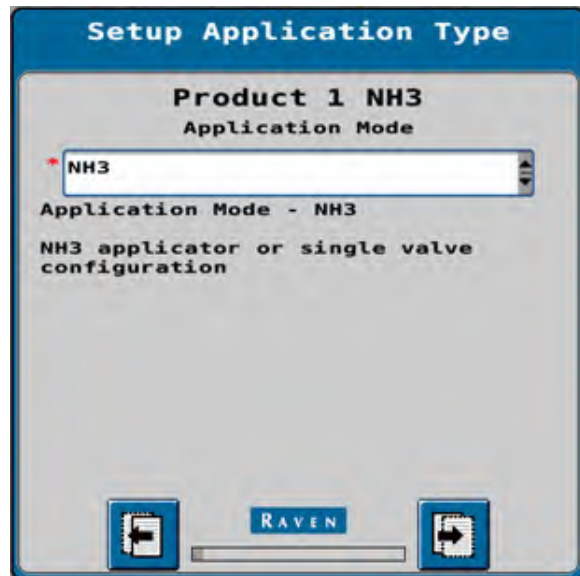 Setup Application Type
Product 1 NH3
Application Mode
* NH3
Application Mode - NH3
NH3 applicator or single valve
configuration
RAVEN